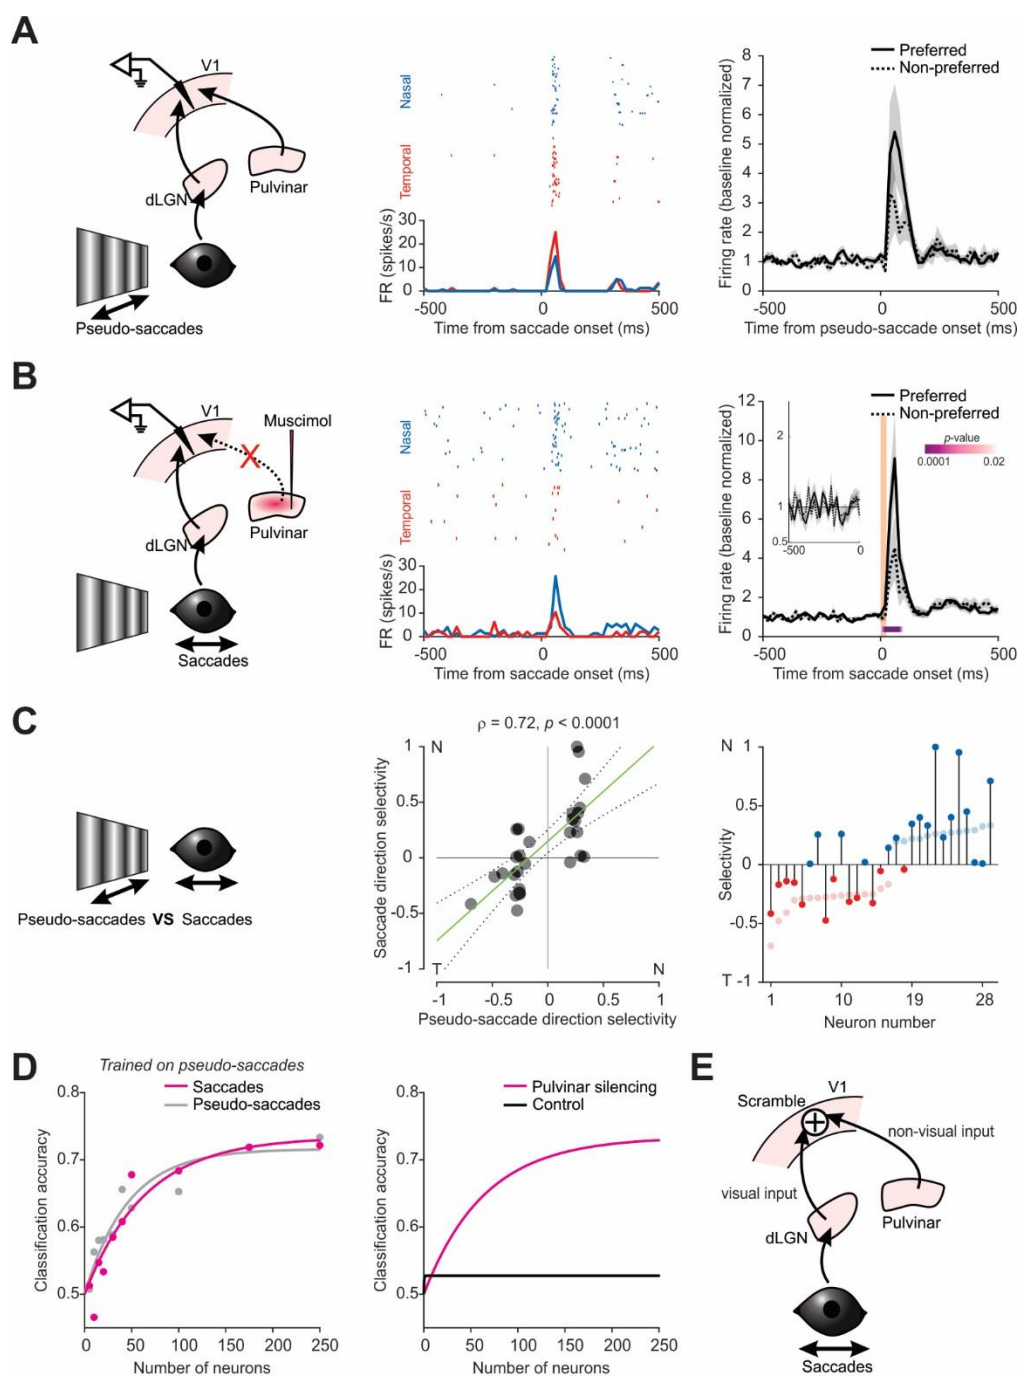 A
V1
dLGN
Pulvinar
Pseudo-saccades
Nasal
Temporal
FR (spikes/s)
30
20
10
0
-500
0
500
Time from saccade onset (ms)
Preferred
Non-preferred
Firing rate (baseline normalized)
8
7
6
5
4
3
2
1
0
-500
0
500
Time from pseudo-saccade onset (ms)
B
V1
Muscimol
X
dLGN
Pulvinar
Saccades
Nasal
Temporal
FR (spikes/s)
30
20
10
0
-500
0
500
Time from saccade onset (ms)
Preferred
Non-preferred
p-value
0.0001
0.02
Firing rate (baseline normalized)
12
10
8
6
4
2
0
2
1
0.5
-500
0
-500
0
500
Time from saccade onset (ms)
C
Pseudo-saccades VS Saccades
ρ = 0.72, p < 0.0001
Saccade direction selectivity
1
0.5
0
-0.5
-1
N
T
N
-1
-0.5
0
0.5
1
Pseudo-saccade direction selectivity
Selectivity
N 1
0.5
0
-0.5
T -1
1
10
19
28
Neuron number
D
Trained on pseudo-saccades
Saccades
Pseudo-saccades
Classification accuracy
0.8
0.7
0.6
0.5
0
50
100
150
200
250
Number of neurons
Pulvinar silencing
Control
Classification accuracy
0.8
0.7
0.6
0.5
0
50
100
150
200
250
Number of neurons
E
V1
Scramble
non-visual input
visual input
Pulvinar
dLGN
Saccades